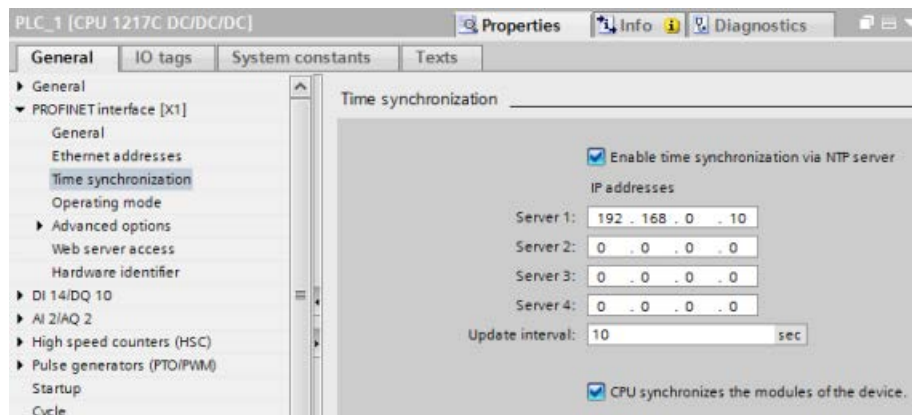 PLC_1 [CPU 1217C DC/DC/DC]
Properties
Info
Diagnostics
General
IO tags
System constants
Texts
General
PROFINET interface [X1]
General
Ethernet addresses
Time synchronization
Operating mode
Advanced options
Web server access
Hardware identifier
DI 14/DQ 10
AI 2/AQ 2
High speed counters (HSC)
Pulse generators (PTO/PWM)
Startup
Cycle
Time synchronization
Enable time synchronization via NTP server
IP addresses
Server 1: 192 . 168 . 0 . 10
Server 2: 0 . 0 . 0 . 0
Server 3: 0 . 0 . 0 . 0
Server 4: 0 . 0 . 0 . 0
Update interval: 10 sec
CPU synchronizes the modules of the device.